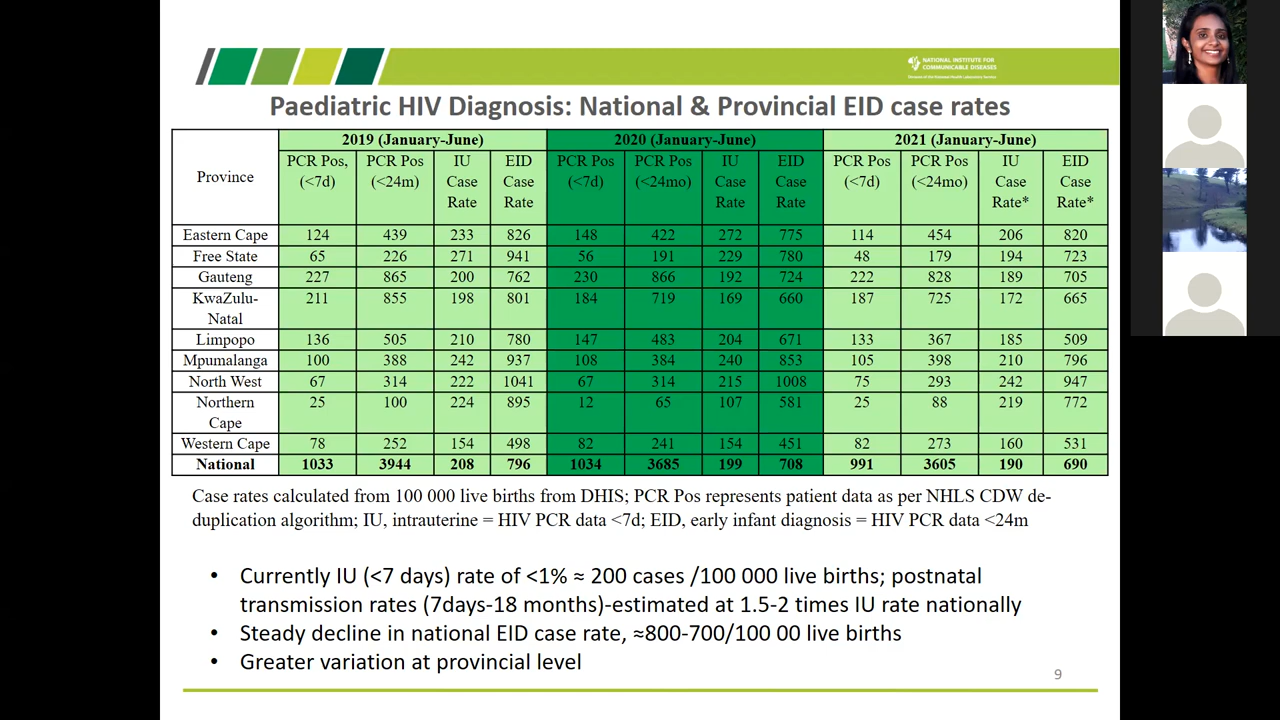 NATIONAL INSTITUTE FOR
COMMUNICABLE DISEASES
Division of the National Health Laboratory Service
Paediatric HIV Diagnosis: National & Provincial EID case rates
Province 2019 (January-June) 2020 (January-June) 2021 (January-June)
PCR Pos, (<7d) PCR Pos (<24m) IU Case Rate EID Case Rate PCR Pos (<7d) PCR Pos (<24mo) IU Case Rate EID Case Rate PCR Pos (<7d) PCR Pos (<24mo) IU Case Rate* EID Case Rate*
Eastern Cape 124 439 233 826 148 422 272 775 114 454 206 820
Free State 65 226 271 941 56 191 229 780 48 179 194 723
Gauteng 227 865 200 762 230 866 192 724 222 828 189 705
KwaZulu-Natal 211 855 198 801 184 719 169 660 187 725 172 665
Limpopo 136 505 210 780 147 483 204 671 133 367 185 509
Mpumalanga 100 388 242 937 108 384 240 853 105 398 210 796
North West 67 314 222 1041 67 314 215 1008 75 293 242 947
Northern Cape 25 100 224 895 12 65 107 581 25 88 219 772
Western Cape 78 252 154 498 82 241 154 451 82 273 160 531
National 1033 3944 208 796 1034 3685 199 708 991 3605 190 690
Case rates calculated from 100 000 live births from DHIS; PCR Pos represents patient data as per NHLS CDW de-
duplication algorithm; IU, intrauterine = HIV PCR data <7d; EID, early infant diagnosis = HIV PCR data <24m
• Currently IU (<7 days) rate of <1% ≈ 200 cases /100 000 live births; postnatal
transmission rates (7days-18 months)-estimated at 1.5-2 times IU rate nationally
• Steady decline in national EID case rate, ≈800-700/100 00 live births
• Greater variation at provincial level
9